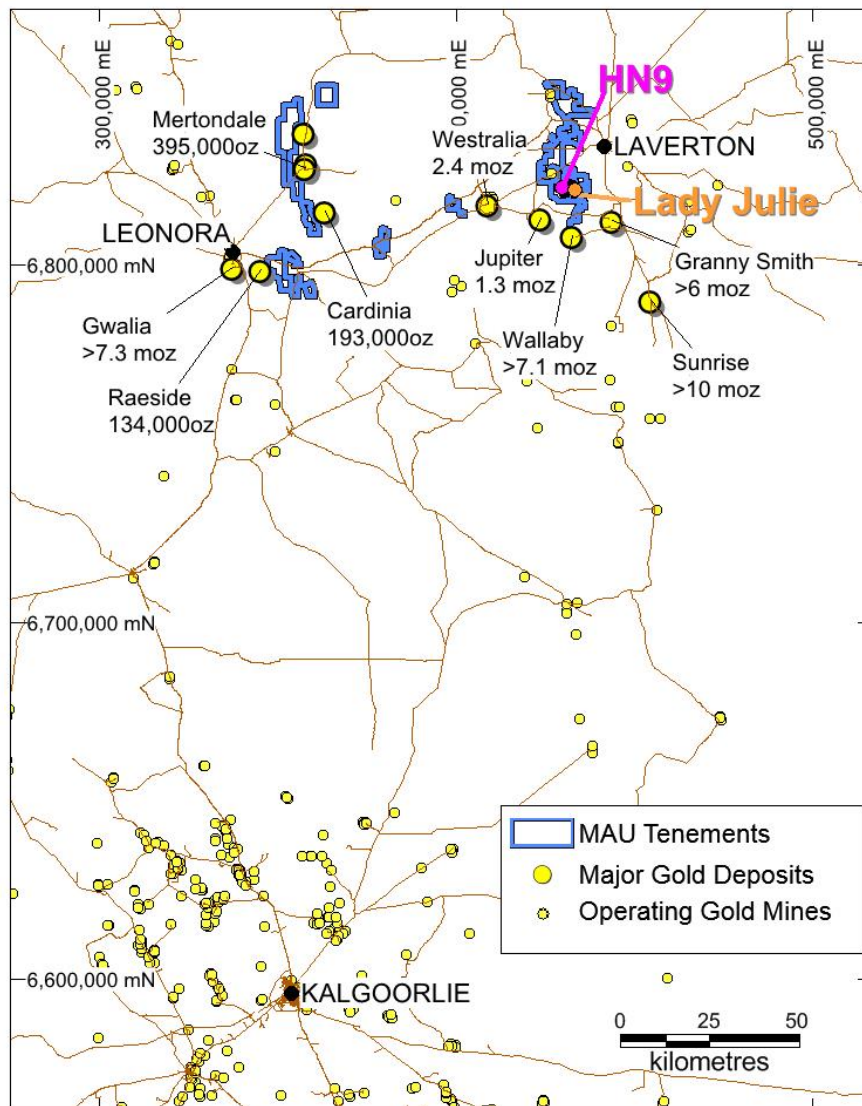 300,000 mE
0,000 mE
500,000 mE
HN9
Mertondale
395,000oz
Westralia
2.4 moz
LAVERTON
Lady Julie
LEONORA
6,800,000 mN
Jupiter
1.3 moz
Granny Smith
>6 moz
Gwalia
>7.3 moz
Cardinia
193,000oz
Wallaby
>7.1 moz
Sunrise
>10 moz
Raeside
134,000oz
6,700,000 mN
MAU Tenements
Major Gold Deposits
Operating Gold Mines
6,600,000 mN
KALGOORLIE
0 25 50
kilometres